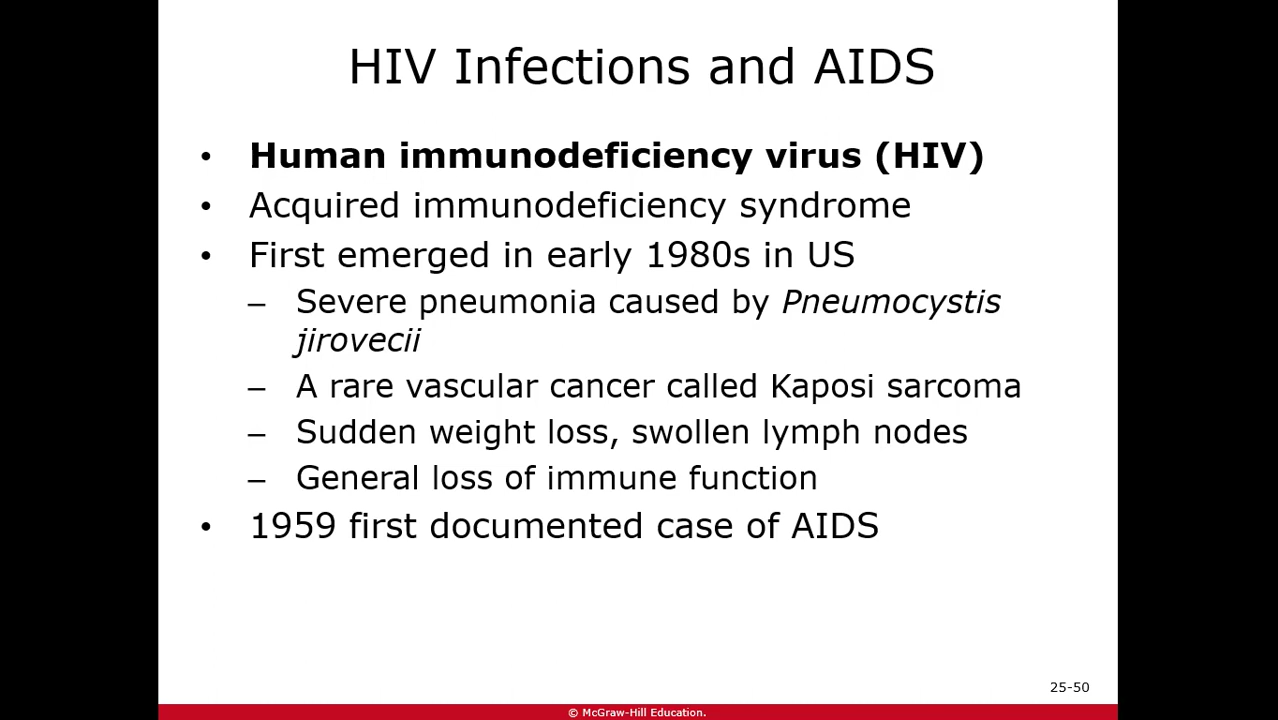 HIV Infections and AIDS
• Human immunodeficiency virus (HIV)
• Acquired immunodeficiency syndrome
• First emerged in early 1980s in US
– Severe pneumonia caused by Pneumocystis
jirovecii
– A rare vascular cancer called Kaposi sarcoma
– Sudden weight loss, swollen lymph nodes
– General loss of immune function
• 1959 first documented case of AIDS
25-50
© McGraw-Hill Education.